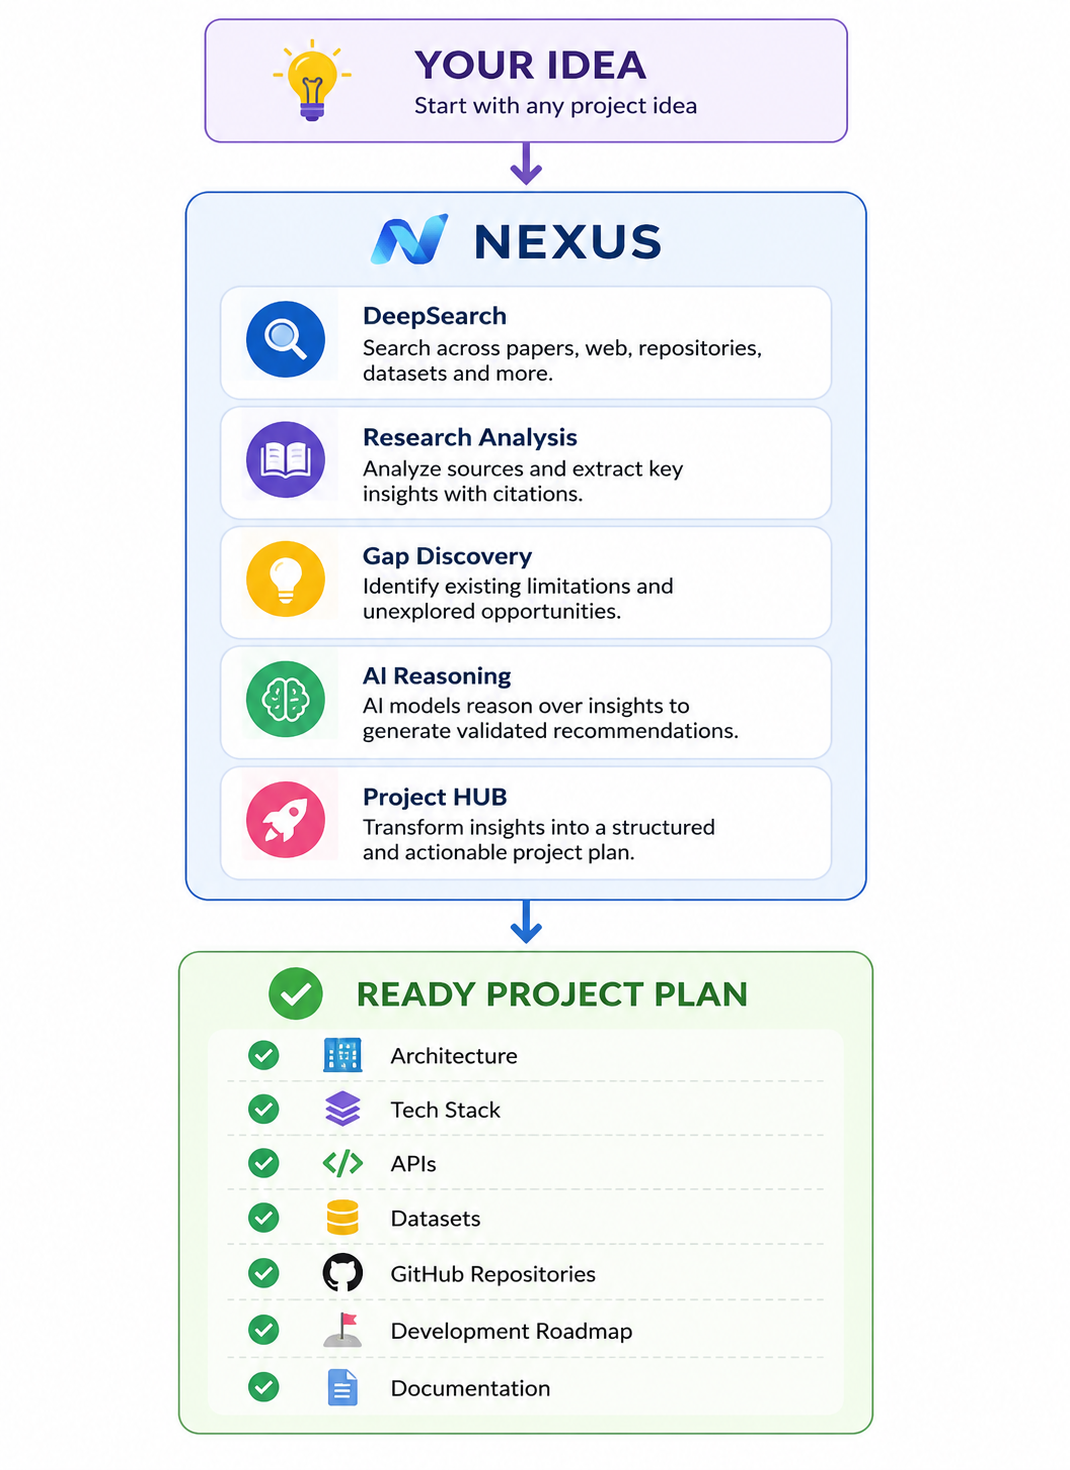 YOUR IDEA
Start with any project idea
NEXUS
DeepSearch
Search across papers, web, repositories,
datasets and more.
Research Analysis
Analyze sources and extract key
insights with citations.
Gap Discovery
Identify existing limitations and
unexplored opportunities.
AI Reasoning
AI models reason over insights to
generate validated recommendations.
Project HUB
Transform insights into a structured
and actionable project plan.
READY PROJECT PLAN
Architecture
Tech Stack
APIs
Datasets
GitHub Repositories
Development Roadmap
Documentation